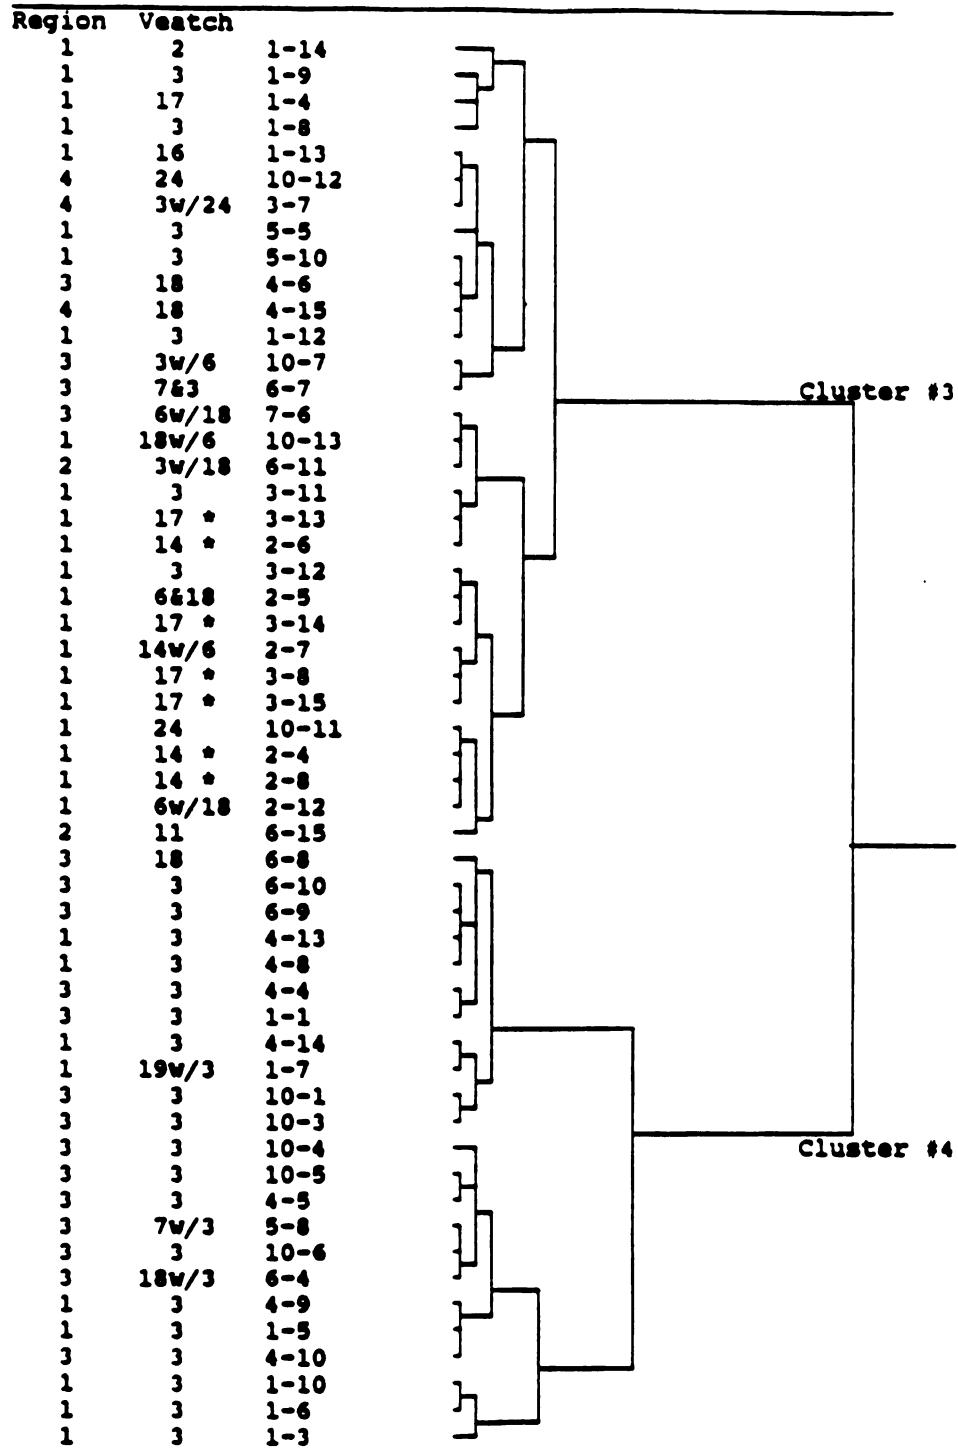 Region Veatch
1 2 1-14
1 3 1-9
1 17 1-4
1 3 1-8
1 16 1-13
4 24 10-12
4 3w/24 3-7
1 3 5-5
1 3 5-10
3 18 4-6
4 18 4-15
1 3 1-12
3 3w/6 10-7
3 7&3 6-7
Cluster #3
3 6w/18 7-6
1 18w/6 10-13
2 3w/18 6-11
1 3 3-11
1 17 * 3-13
1 14 * 2-6
1 3 3-12
1 6&18 2-5
1 17 * 3-14
1 14w/6 2-7
1 17 * 3-8
1 17 * 3-15
1 24 10-11
1 14 * 2-4
1 14 * 2-8
1 6w/18 2-12
2 11 6-15
3 18 6-8
3 3 6-10
3 3 6-9
1 3 4-13
1 3 4-8
3 3 4-4
3 3 1-1
1 3 4-14
1 19w/3 1-7
3 3 10-1
3 3 10-3
3 3 10-4
Cluster #4
3 3 10-5
3 3 4-5
3 7w/3 5-8
3 3 10-6
3 18w/3 6-4
1 3 4-9
1 3 1-5
3 3 4-10
1 3 1-10
1 3 1-6
1 3 1-3